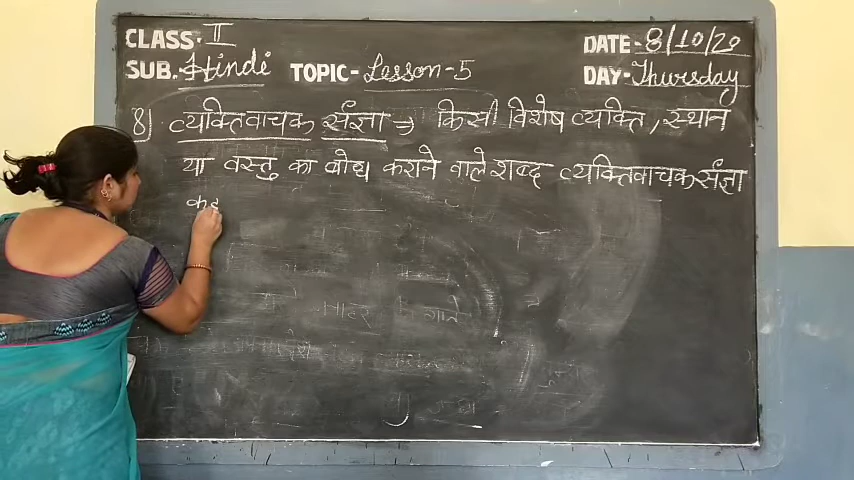 CLASS- II
DATE- 8/10/20
SUB. Hindi TOPIC- Lesson-5
DAY- Thursday
8) व्यक्तिवाचक संज्ञा → किसी विशेष व्यक्ति, स्थान
या वस्तु का बोध कराने वाले शब्द व्यक्तिवाचक संज्ञा
कह